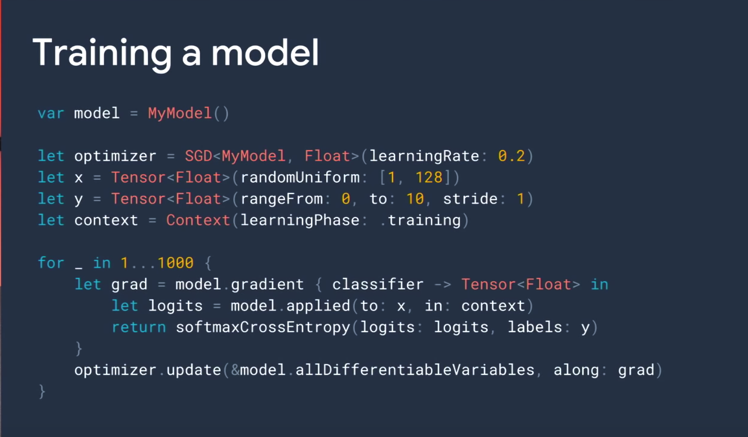 Training a model
var model = MyModel()
let optimizer = SGD<MyModel, Float>(learningRate: 0.2)
let x = Tensor<Float>(randomUniform: [1, 128])
let y = Tensor<Float>(rangeFrom: 0, to: 10, stride: 1)
let context = Context(learningPhase: .training)
for _ in 1...1000 {
    let grad = model.gradient { classifier -> Tensor<Float> in
        let logits = model.applied(to: x, in: context)
        return softmaxCrossEntropy(logits: logits, labels: y)
    }
    optimizer.update(&model.allDifferentiableVariables, along: grad)
}